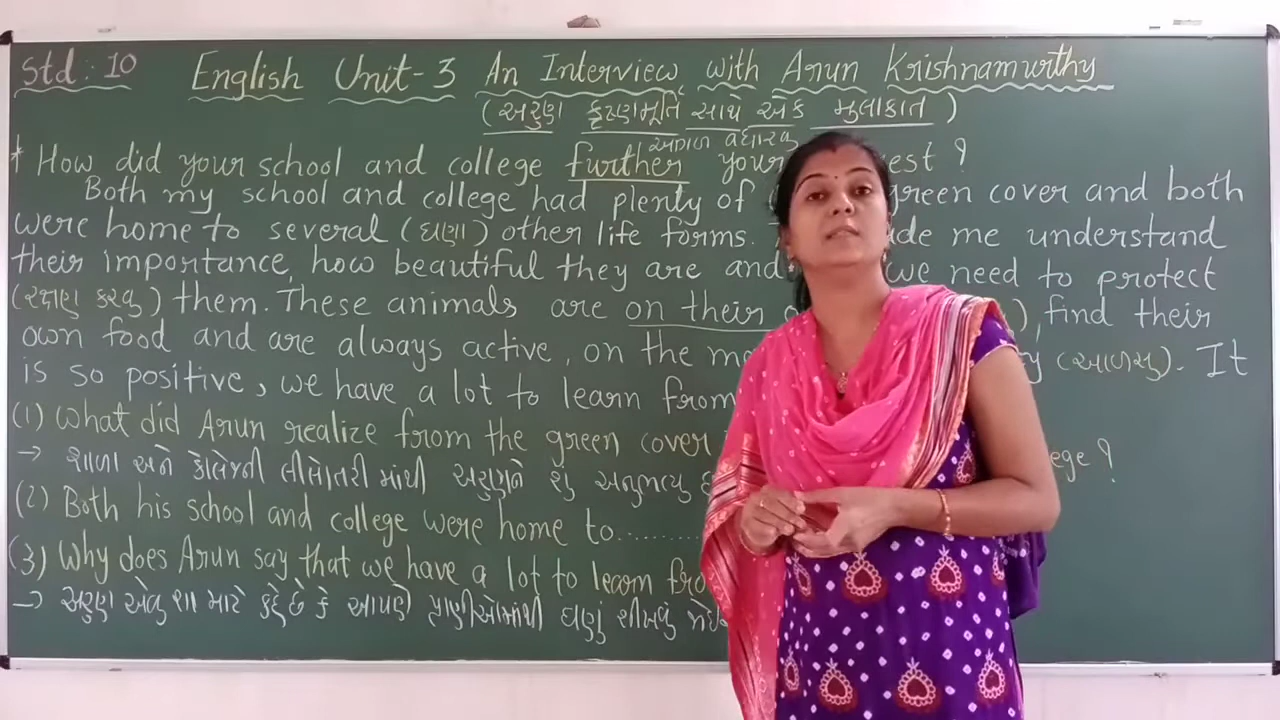 Std: 10 English Unit-3 An Interview with Arun Krishnamurthy
(અરુણ કૃષ્ણમૂર્તિ સાથે એક મુલાકાત)
આગળ વધારવુ
* How did your school and college further your est ?
Both my school and college had plenty of green cover and both
were home to several (ઘણા) other life forms. de me understand
their importance, how beautiful they are and we need to protect
(રક્ષણ કરવુ) them. These animals are on their ), find their
own food and are always active, on the mo y (આળસુ). It
is so positive, we have a lot to learn from
(1) What did Arun realize from the green cover ege ?
→ શાળા અને કોલેજની લીલોતરી માંથી અરુણને શુ અનુભવ્યુ
(2) Both his school and college were home to..........
(3) Why does Arun say that we have a lot to learn fro
→ અરુણ એવુ શા માટે કહે છે કે આપણે પ્રાણીઓમાંથી ઘણું શીખવુ જોઈ